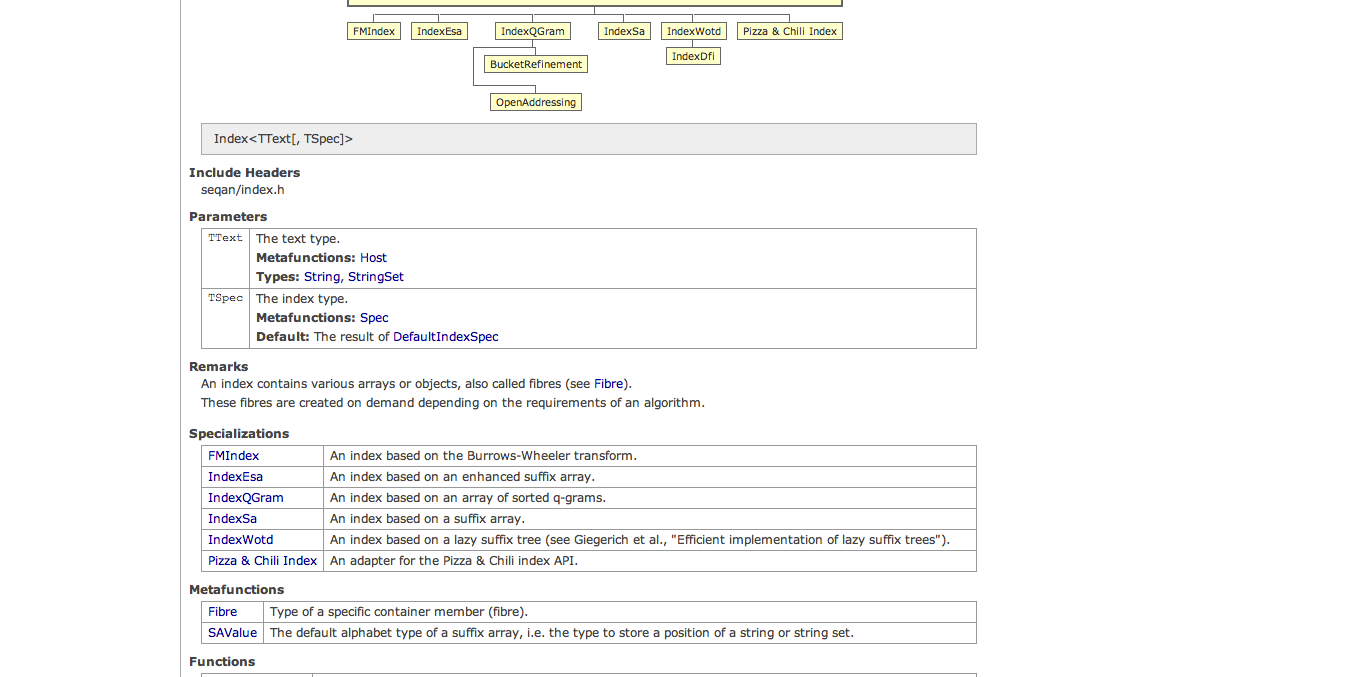 FMIndex IndexEsa IndexQGram IndexSa IndexWotd Pizza & Chili Index
IndexDfi
BucketRefinement
OpenAddressing
Index<TText[, TSpec]>
Include Headers
seqan/index.h
Parameters
TText The text type.
Metafunctions: Host
Types: String, StringSet
TSpec The index type.
Metafunctions: Spec
Default: The result of DefaultIndexSpec
Remarks
An index contains various arrays or objects, also called fibres (see Fibre).
These fibres are created on demand depending on the requirements of an algorithm.
Specializations
FMIndex An index based on the Burrows-Wheeler transform.
IndexEsa An index based on an enhanced suffix array.
IndexQGram An index based on an array of sorted q-grams.
IndexSa An index based on a suffix array.
IndexWotd An index based on a lazy suffix tree (see Giegerich et al., "Efficient implementation of lazy suffix trees").
Pizza & Chili Index An adapter for the Pizza & Chili index API.
Metafunctions
Fibre Type of a specific container member (fibre).
SAValue The default alphabet type of a suffix array, i.e. the type to store a position of a string or string set.
Functions